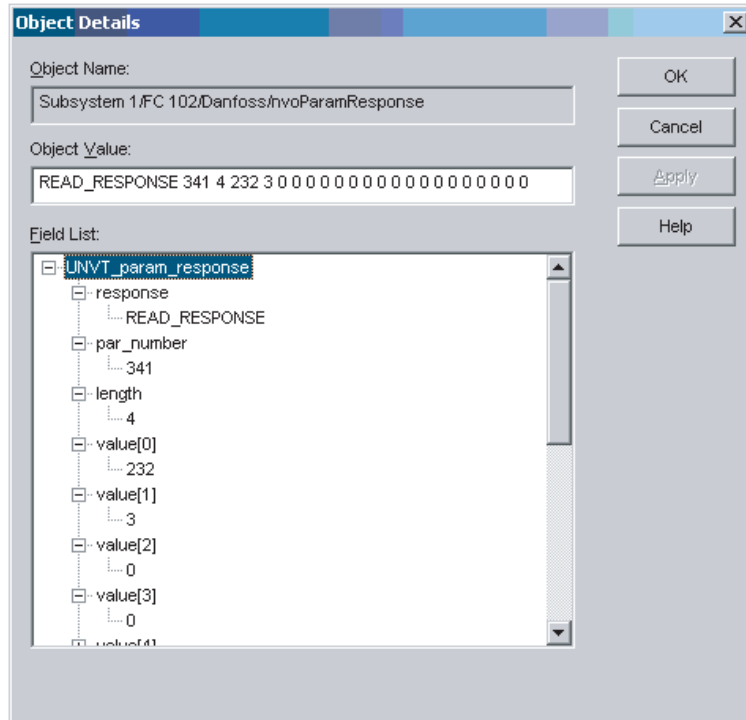 Object Details
Object Name:
Subsystem 1/FC 102/Danfoss/nvoParamResponse
Object Value:
READ_RESPONSE 341 4 232 3 0 0 0 0 0 0 0 0 0 0 0 0 0 0 0 0 0 0 0
Field List:
UNVT_param_response
response
READ_RESPONSE
par_number
341
length
4
value[0]
232
value[1]
3
value[2]
0
value[3]
0
value[4]
OK
Cancel
Apply
Help